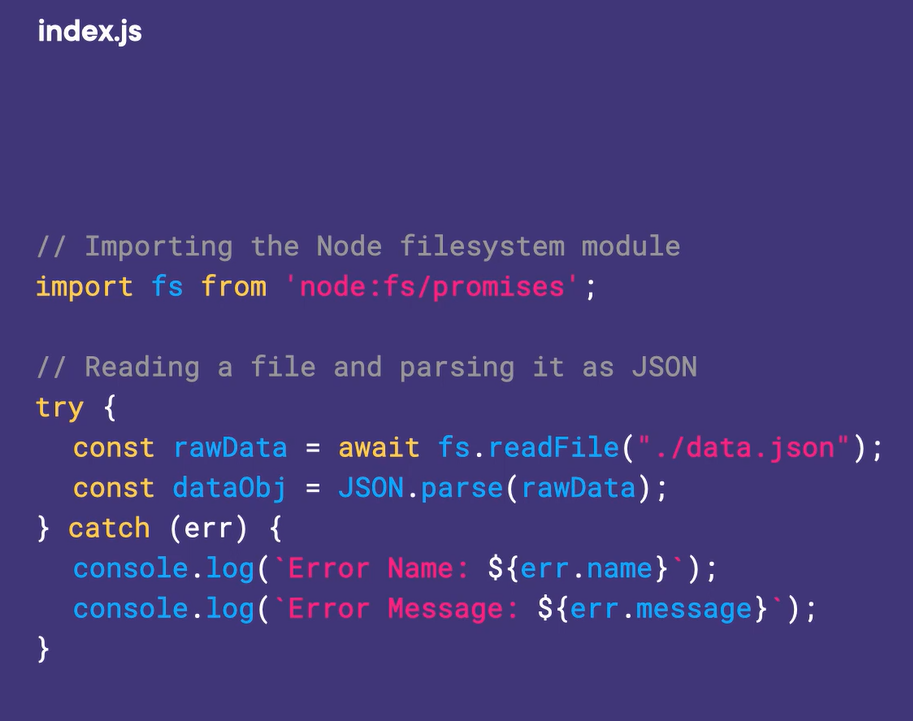 index.js
// Importing the Node filesystem module
import fs from 'node:fs/promises';
// Reading a file and parsing it as JSON
try {
const rawData = await fs.readFile("./data.json");
const dataObj = JSON.parse(rawData);
} catch (err) {
console.log(`Error Name: ${err.name}`);
console.log(`Error Message: ${err.message}`);
}